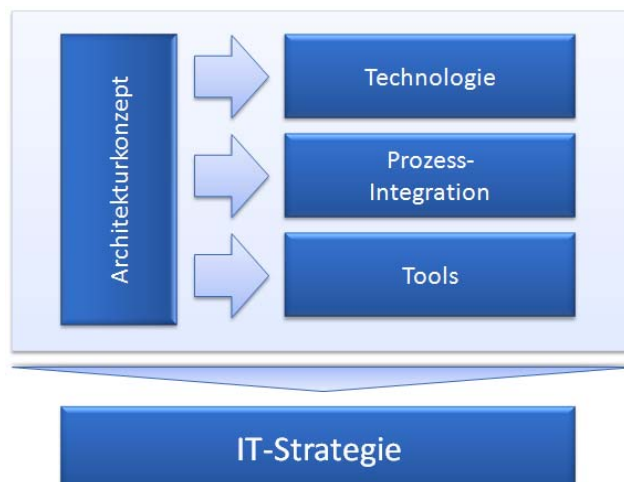 Architekturkonzept
Technologie
Prozess-
Integration
Tools
IT-Strategie